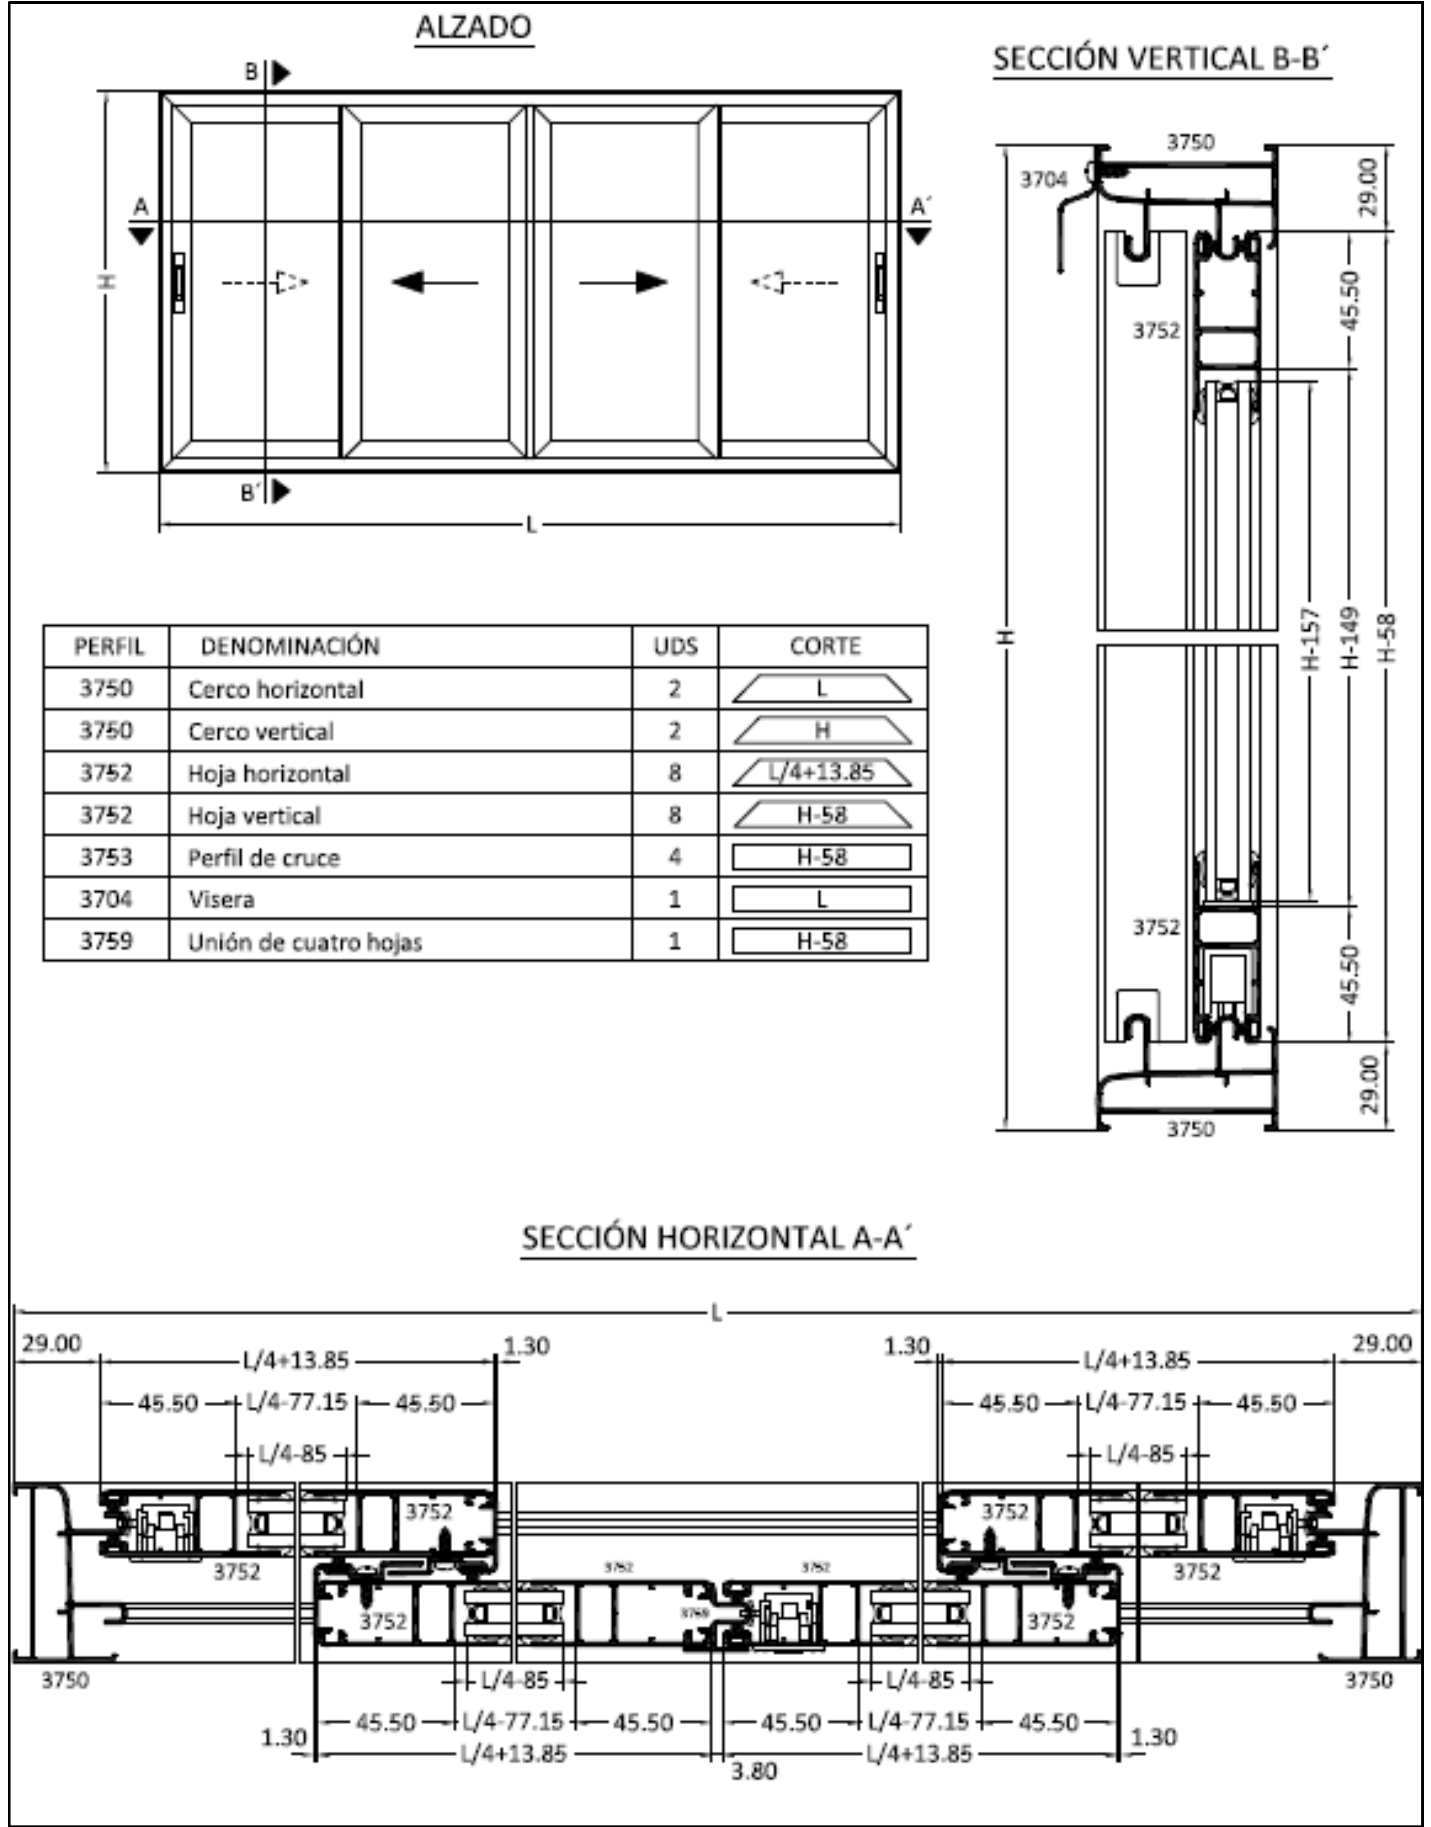 ALZADO
B
A
A´
H
B´
L
SECCIÓN VERTICAL B-B´
3750
3704
29.00
45.50
3752
H
H-157
H-149
H-58
3752
45.50
29.00
3750
PERFIL DENOMINACIÓN UDS CORTE
3750 Cerco horizontal 2 L
3750 Cerco vertical 2 H
3752 Hoja horizontal 8 L/4+13.85
3752 Hoja vertical 8 H-58
3753 Perfil de cruce 4 H-58
3704 Visera 1 L
3759 Unión de cuatro hojas 1 H-58
SECCIÓN HORIZONTAL A-A´
L
29.00 L/4+13.85 1.30 1.30 L/4+13.85 29.00
45.50 L/4-77.15 45.50 45.50 L/4-77.15 45.50
L/4-85 L/4-85
3752 3752
3752 3752 3752 3752
3752 3759 3752
3750 L/4-85 L/4-85 3750
45.50 L/4-77.15 45.50 45.50 L/4-77.15 45.50
1.30 L/4+13.85 L/4+13.85 1.30
3.80